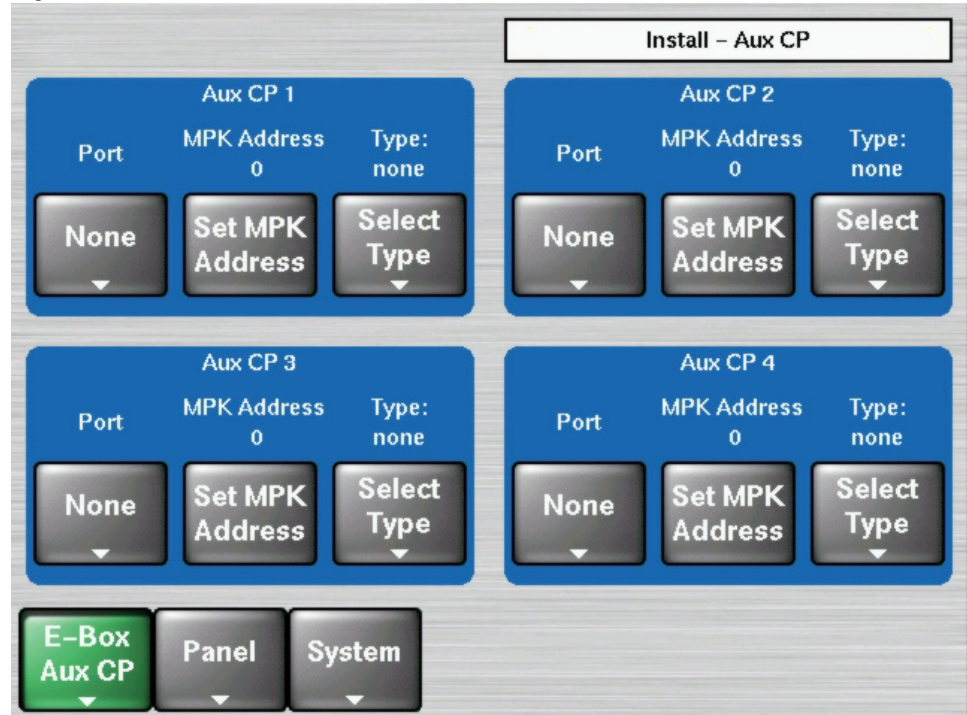 Install – Aux CP
Aux CP 1
Port
MPK Address
0
Type:
none
None
Set MPK
Address
Select
Type
Aux CP 2
Port
MPK Address
0
Type:
none
None
Set MPK
Address
Select
Type
Aux CP 3
Port
MPK Address
0
Type:
none
None
Set MPK
Address
Select
Type
Aux CP 4
Port
MPK Address
0
Type:
none
None
Set MPK
Address
Select
Type
E–Box
Aux CP
Panel
System